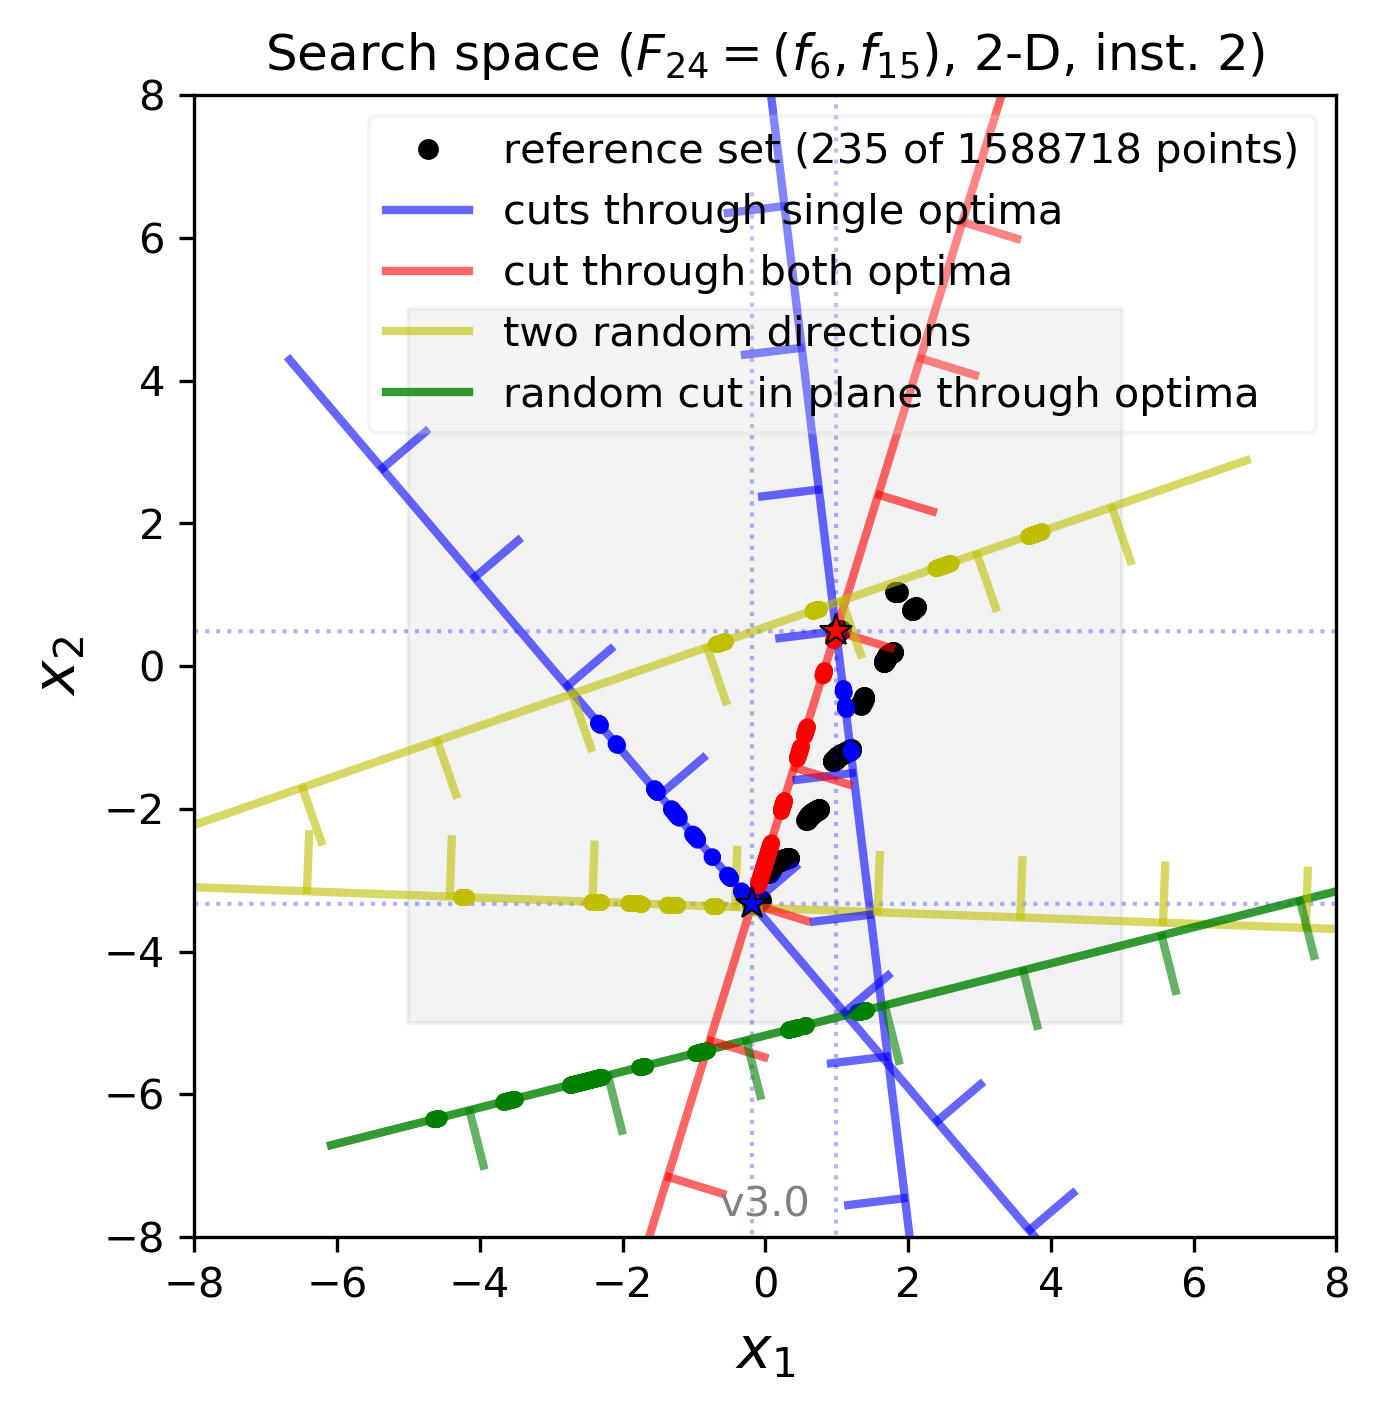 Search space (F24 = (f6, f15), 2-D, inst. 2)
reference set (235 of 1588718 points)
cuts through single optima
cut through both optima
two random directions
random cut in plane through optima
8
6
4
2
0
−2
−4
−6
−8
x2
v3.0
−8 −6 −4 −2 0 2 4 6 8
x1